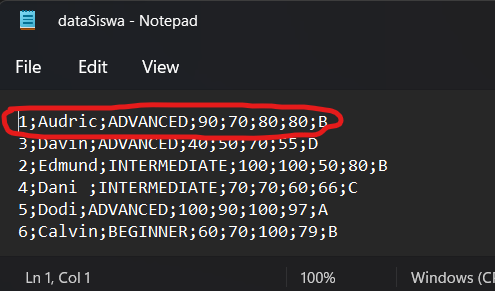 dataSiswa - Notepad
File Edit View
1;Audric;ADVANCED;90;70;80;80;B
3;Davin;ADVANCED;40;50;70;55;D
2;Edmund;INTERMEDIATE;100;100;50;80;B
4;Dani ;INTERMEDIATE;70;70;60;66;C
5;Dodi;ADVANCED;100;90;100;97;A
6;Calvin;BEGINNER;60;70;100;79;B
Ln 1, Col 1 100% Windows (CF